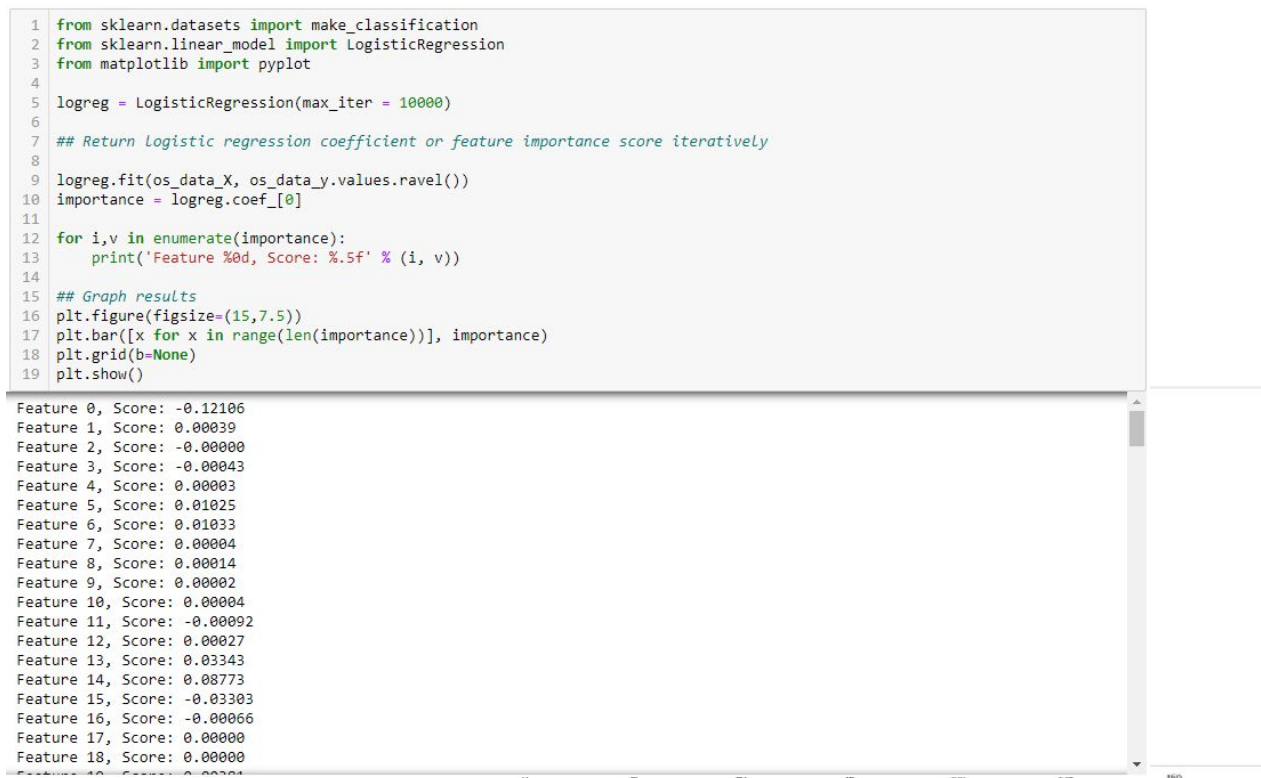 1 from sklearn.datasets import make_classification
2 from sklearn.linear_model import LogisticRegression
3 from matplotlib import pyplot
4
5 logreg = LogisticRegression(max_iter = 10000)
6
7 ## Return logistic regression coefficient or feature importance score iteratively
8
9 logreg.fit(os_data_X, os_data_y.values.ravel())
10 importance = logreg.coef_[0]
11
12 for i,v in enumerate(importance):
13     print('Feature %0d, Score: %.5f' % (i, v))
14
15 ## Graph results
16 plt.figure(figsize=(15,7.5))
17 plt.bar([x for x in range(len(importance))], importance)
18 plt.grid(b=None)
19 plt.show()
Feature 0, Score: -0.12106
Feature 1, Score: 0.00039
Feature 2, Score: -0.00000
Feature 3, Score: -0.00043
Feature 4, Score: 0.00003
Feature 5, Score: 0.01025
Feature 6, Score: 0.01033
Feature 7, Score: 0.00004
Feature 8, Score: 0.00014
Feature 9, Score: 0.00002
Feature 10, Score: 0.00004
Feature 11, Score: -0.00092
Feature 12, Score: 0.00027
Feature 13, Score: 0.03343
Feature 14, Score: 0.08773
Feature 15, Score: -0.03303
Feature 16, Score: -0.00066
Feature 17, Score: 0.00000
Feature 18, Score: 0.00000